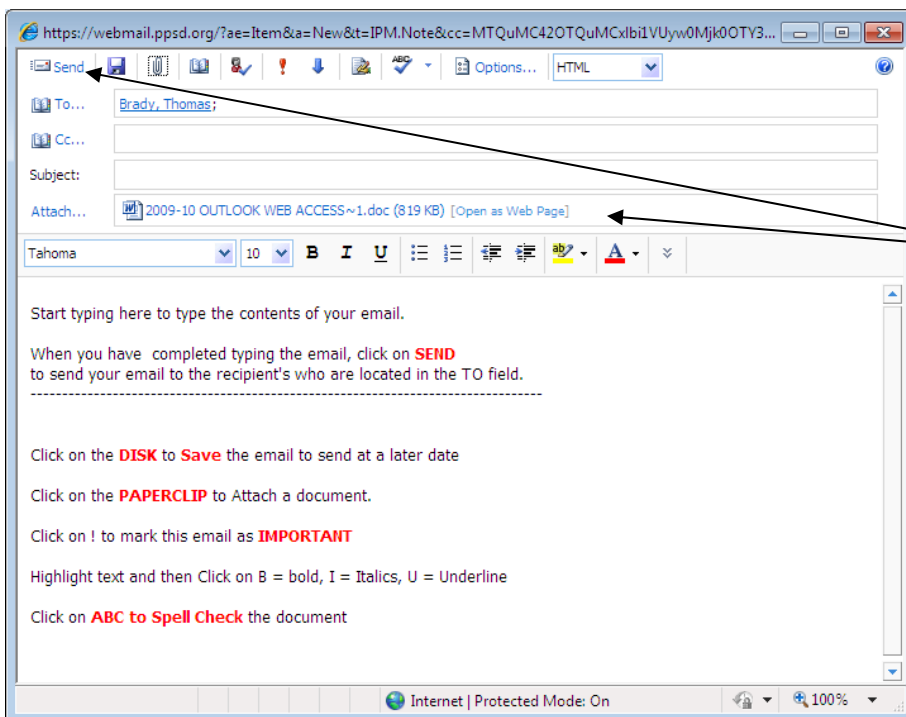 https://webmail.ppsd.org/?ae=Item&a=New&t=IPM.Note&cc=MTQuMC42OTQuMCxlbi1VUyw0Mjk0OTY3...
Send ! ABC Options... HTML
To... Brady, Thomas;
Cc...
Subject:
Attach... 2009-10 OUTLOOK WEB ACCESS~1.doc (819 KB) [Open as Web Page]
Tahoma 10 B I U ab A
Start typing here to type the contents of your email.
When you have completed typing the email, click on SEND
to send your email to the recipient's who are located in the TO field.
--------------------------------------------------------------------------------
Click on the DISK to Save the email to send at a later date
Click on the PAPERCLIP to Attach a document.
Click on ! to mark this email as IMPORTANT
Highlight text and then Click on B = bold, I = Italics, U = Underline
Click on ABC to Spell Check the document
Internet | Protected Mode: On 100%